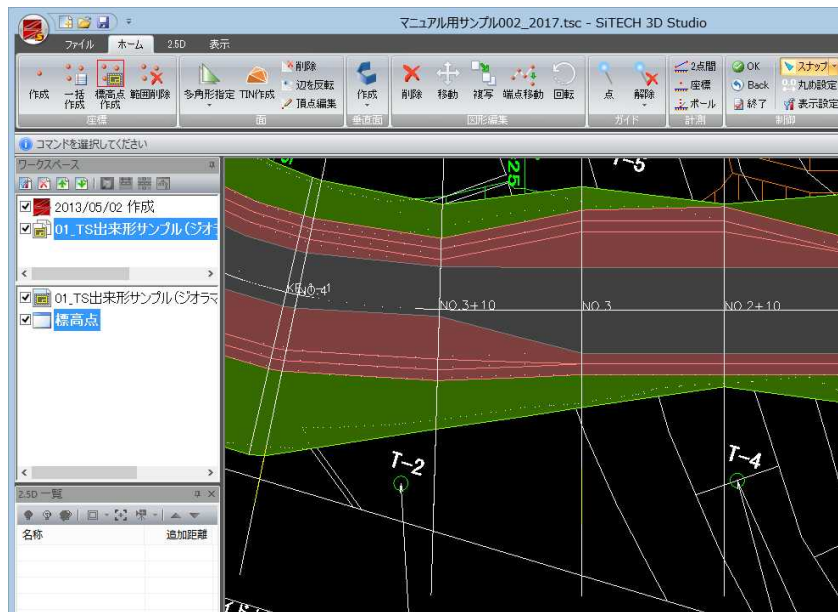 マニュアル用サンプル002_2017.tsc - SiTECH 3D Studio
ファイル ホーム 2.5D 表示
作成 一括作成 標高点作成 範囲削除
座標
多角形指定 TIN作成 削除 辺を反転 頂点編集
面
作成
垂直面
削除 移動 複写 端点移動 回転
図形編集
点 解除
ガイド
2点間 座標 ポール
計測
OK Back 終了 スナップ 丸め設定 表示設定
制御
コマンドを選択してください
ワークスペース
2013/05/02 作成
01_TS出来形サンプル(ジオラ
01_TS出来形サンプル(ジオラマ
標高点
2.5D 一覧
名称 追加距離
T-5
NO.3+10
NO.3
NO.2+10
T-2
T-4